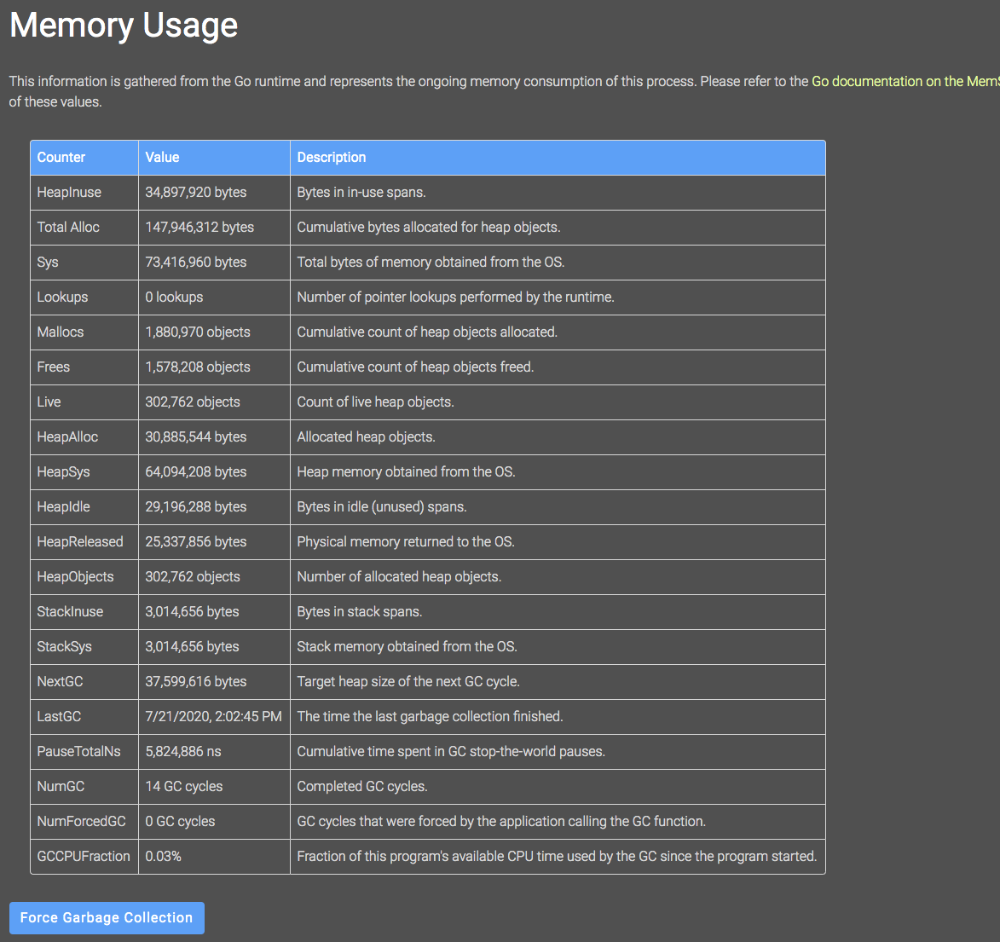 Memory Usage
This information is gathered from the Go runtime and represents the ongoing memory consumption of this process. Please refer to the Go documentation on the Mem
of these values.
Counter Value Description
HeapInuse 34,897,920 bytes Bytes in in-use spans.
Total Alloc 147,946,312 bytes Cumulative bytes allocated for heap objects.
Sys 73,416,960 bytes Total bytes of memory obtained from the OS.
Lookups 0 lookups Number of pointer lookups performed by the runtime.
Mallocs 1,880,970 objects Cumulative count of heap objects allocated.
Frees 1,578,208 objects Cumulative count of heap objects freed.
Live 302,762 objects Count of live heap objects.
HeapAlloc 30,885,544 bytes Allocated heap objects.
HeapSys 64,094,208 bytes Heap memory obtained from the OS.
HeapIdle 29,196,288 bytes Bytes in idle (unused) spans.
HeapReleased 25,337,856 bytes Physical memory returned to the OS.
HeapObjects 302,762 objects Number of allocated heap objects.
StackInuse 3,014,656 bytes Bytes in stack spans.
StackSys 3,014,656 bytes Stack memory obtained from the OS.
NextGC 37,599,616 bytes Target heap size of the next GC cycle.
LastGC 7/21/2020, 2:02:45 PM The time the last garbage collection finished.
PauseTotalNs 5,824,886 ns Cumulative time spent in GC stop-the-world pauses.
NumGC 14 GC cycles Completed GC cycles.
NumForcedGC 0 GC cycles GC cycles that were forced by the application calling the GC function.
GCCPUFraction 0.03% Fraction of this program's available CPU time used by the GC since the program started.
Force Garbage Collection